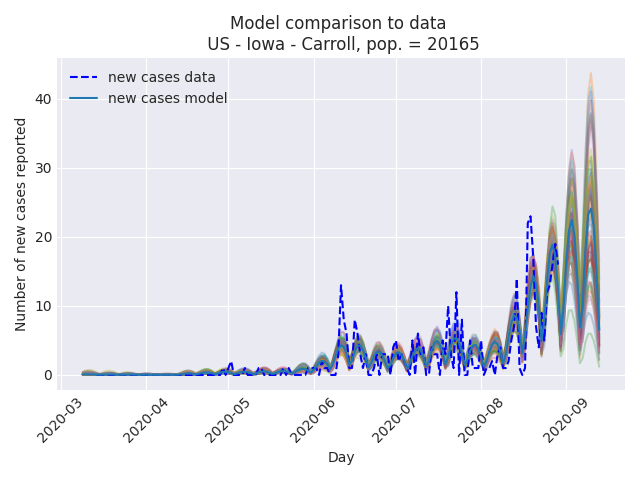 Model comparison to data
US - Iowa - Carroll, pop. = 20165
new cases data
new cases model
Number of new cases reported
40
30
20
10
0
2020-03
2020-04
2020-05
2020-06
2020-07
2020-08
2020-09
Day